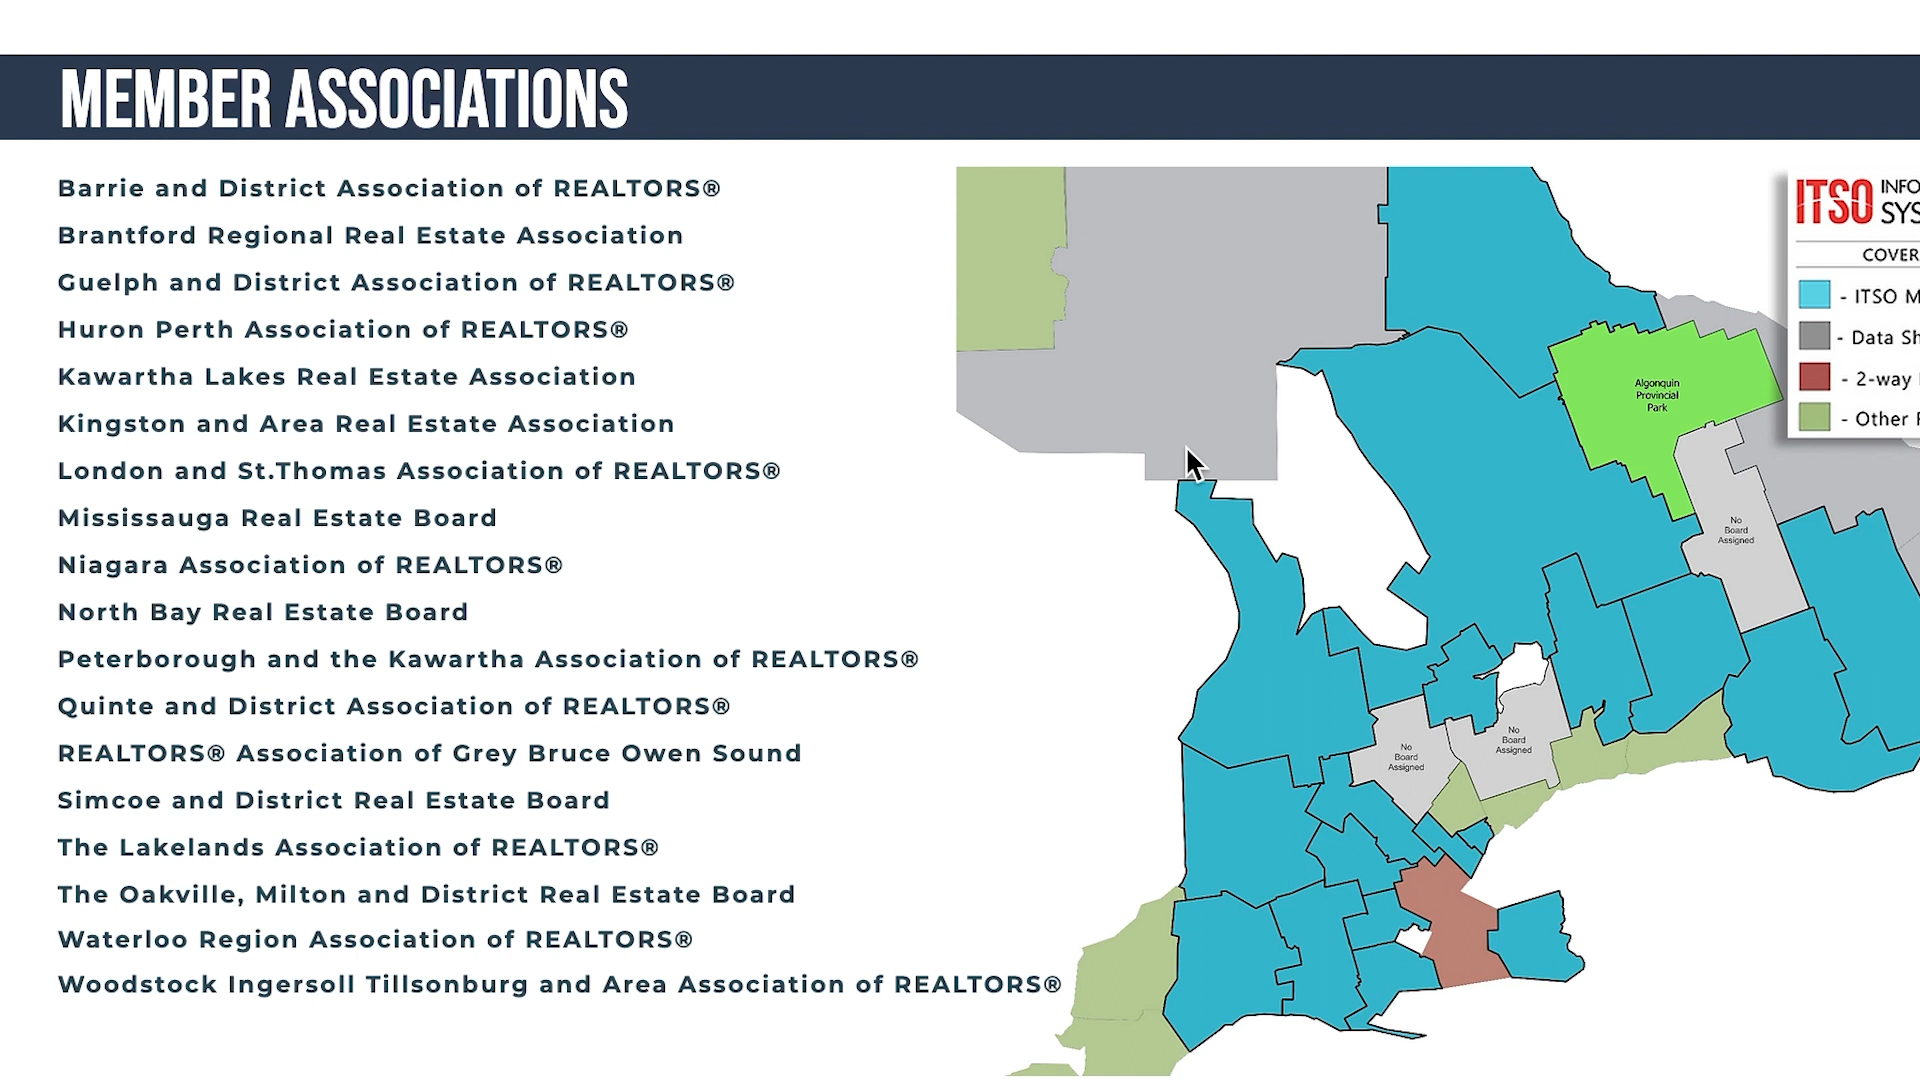 MEMBER ASSOCIATIONS
Barrie and District Association of REALTORS®
Brantford Regional Real Estate Association
Guelph and District Association of REALTORS®
Huron Perth Association of REALTORS®
Kawartha Lakes Real Estate Association
Kingston and Area Real Estate Association
London and St.Thomas Association of REALTORS®
Mississauga Real Estate Board
Niagara Association of REALTORS®
North Bay Real Estate Board
Peterborough and the Kawartha Association of REALTORS®
Quinte and District Association of REALTORS®
REALTORS® Association of Grey Bruce Owen Sound
Simcoe and District Real Estate Board
The Lakelands Association of REALTORS®
The Oakville, Milton and District Real Estate Board
Waterloo Region Association of REALTORS®
Woodstock Ingersoll Tillsonburg and Area Association of REALTORS®
ITSO INFO
SYS
COVER
- ITSO M
- Data Sh
- 2-way
- Other
Algonquin
Provincial
Park
No
Board
Assigned
No
Board
Assigned
No
Board
Assigned